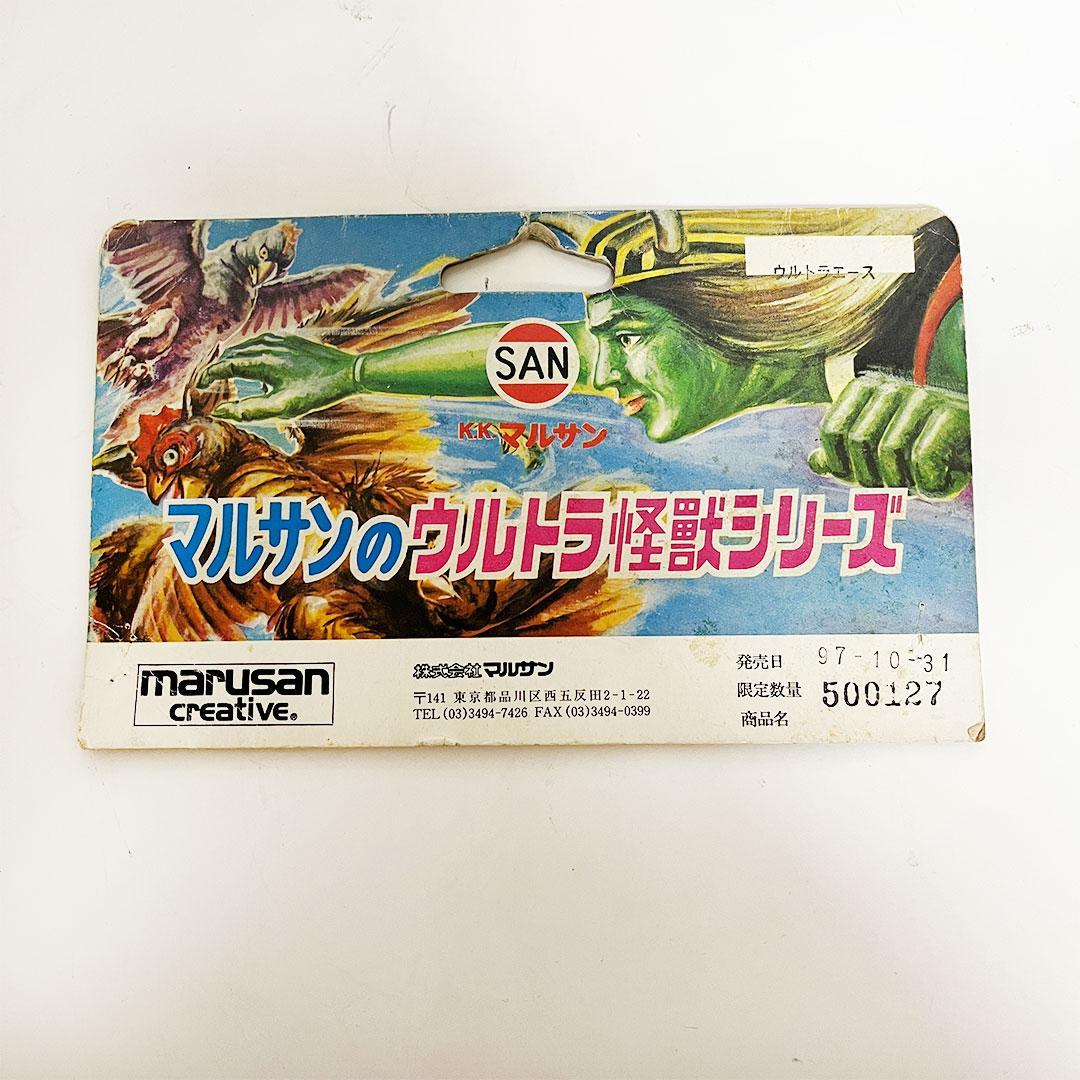 ウルトラエース
SAN
K.K.マルサン
マルサンのウルトラ怪獣シリーズ
marusan
creative®
株式会社マルサン
〒141 東京都品川区西五反田2-1-22
TEL (03)3494-7426 FAX (03)3494-0399
発売日 97-10-31
限定数量 500127
商品名